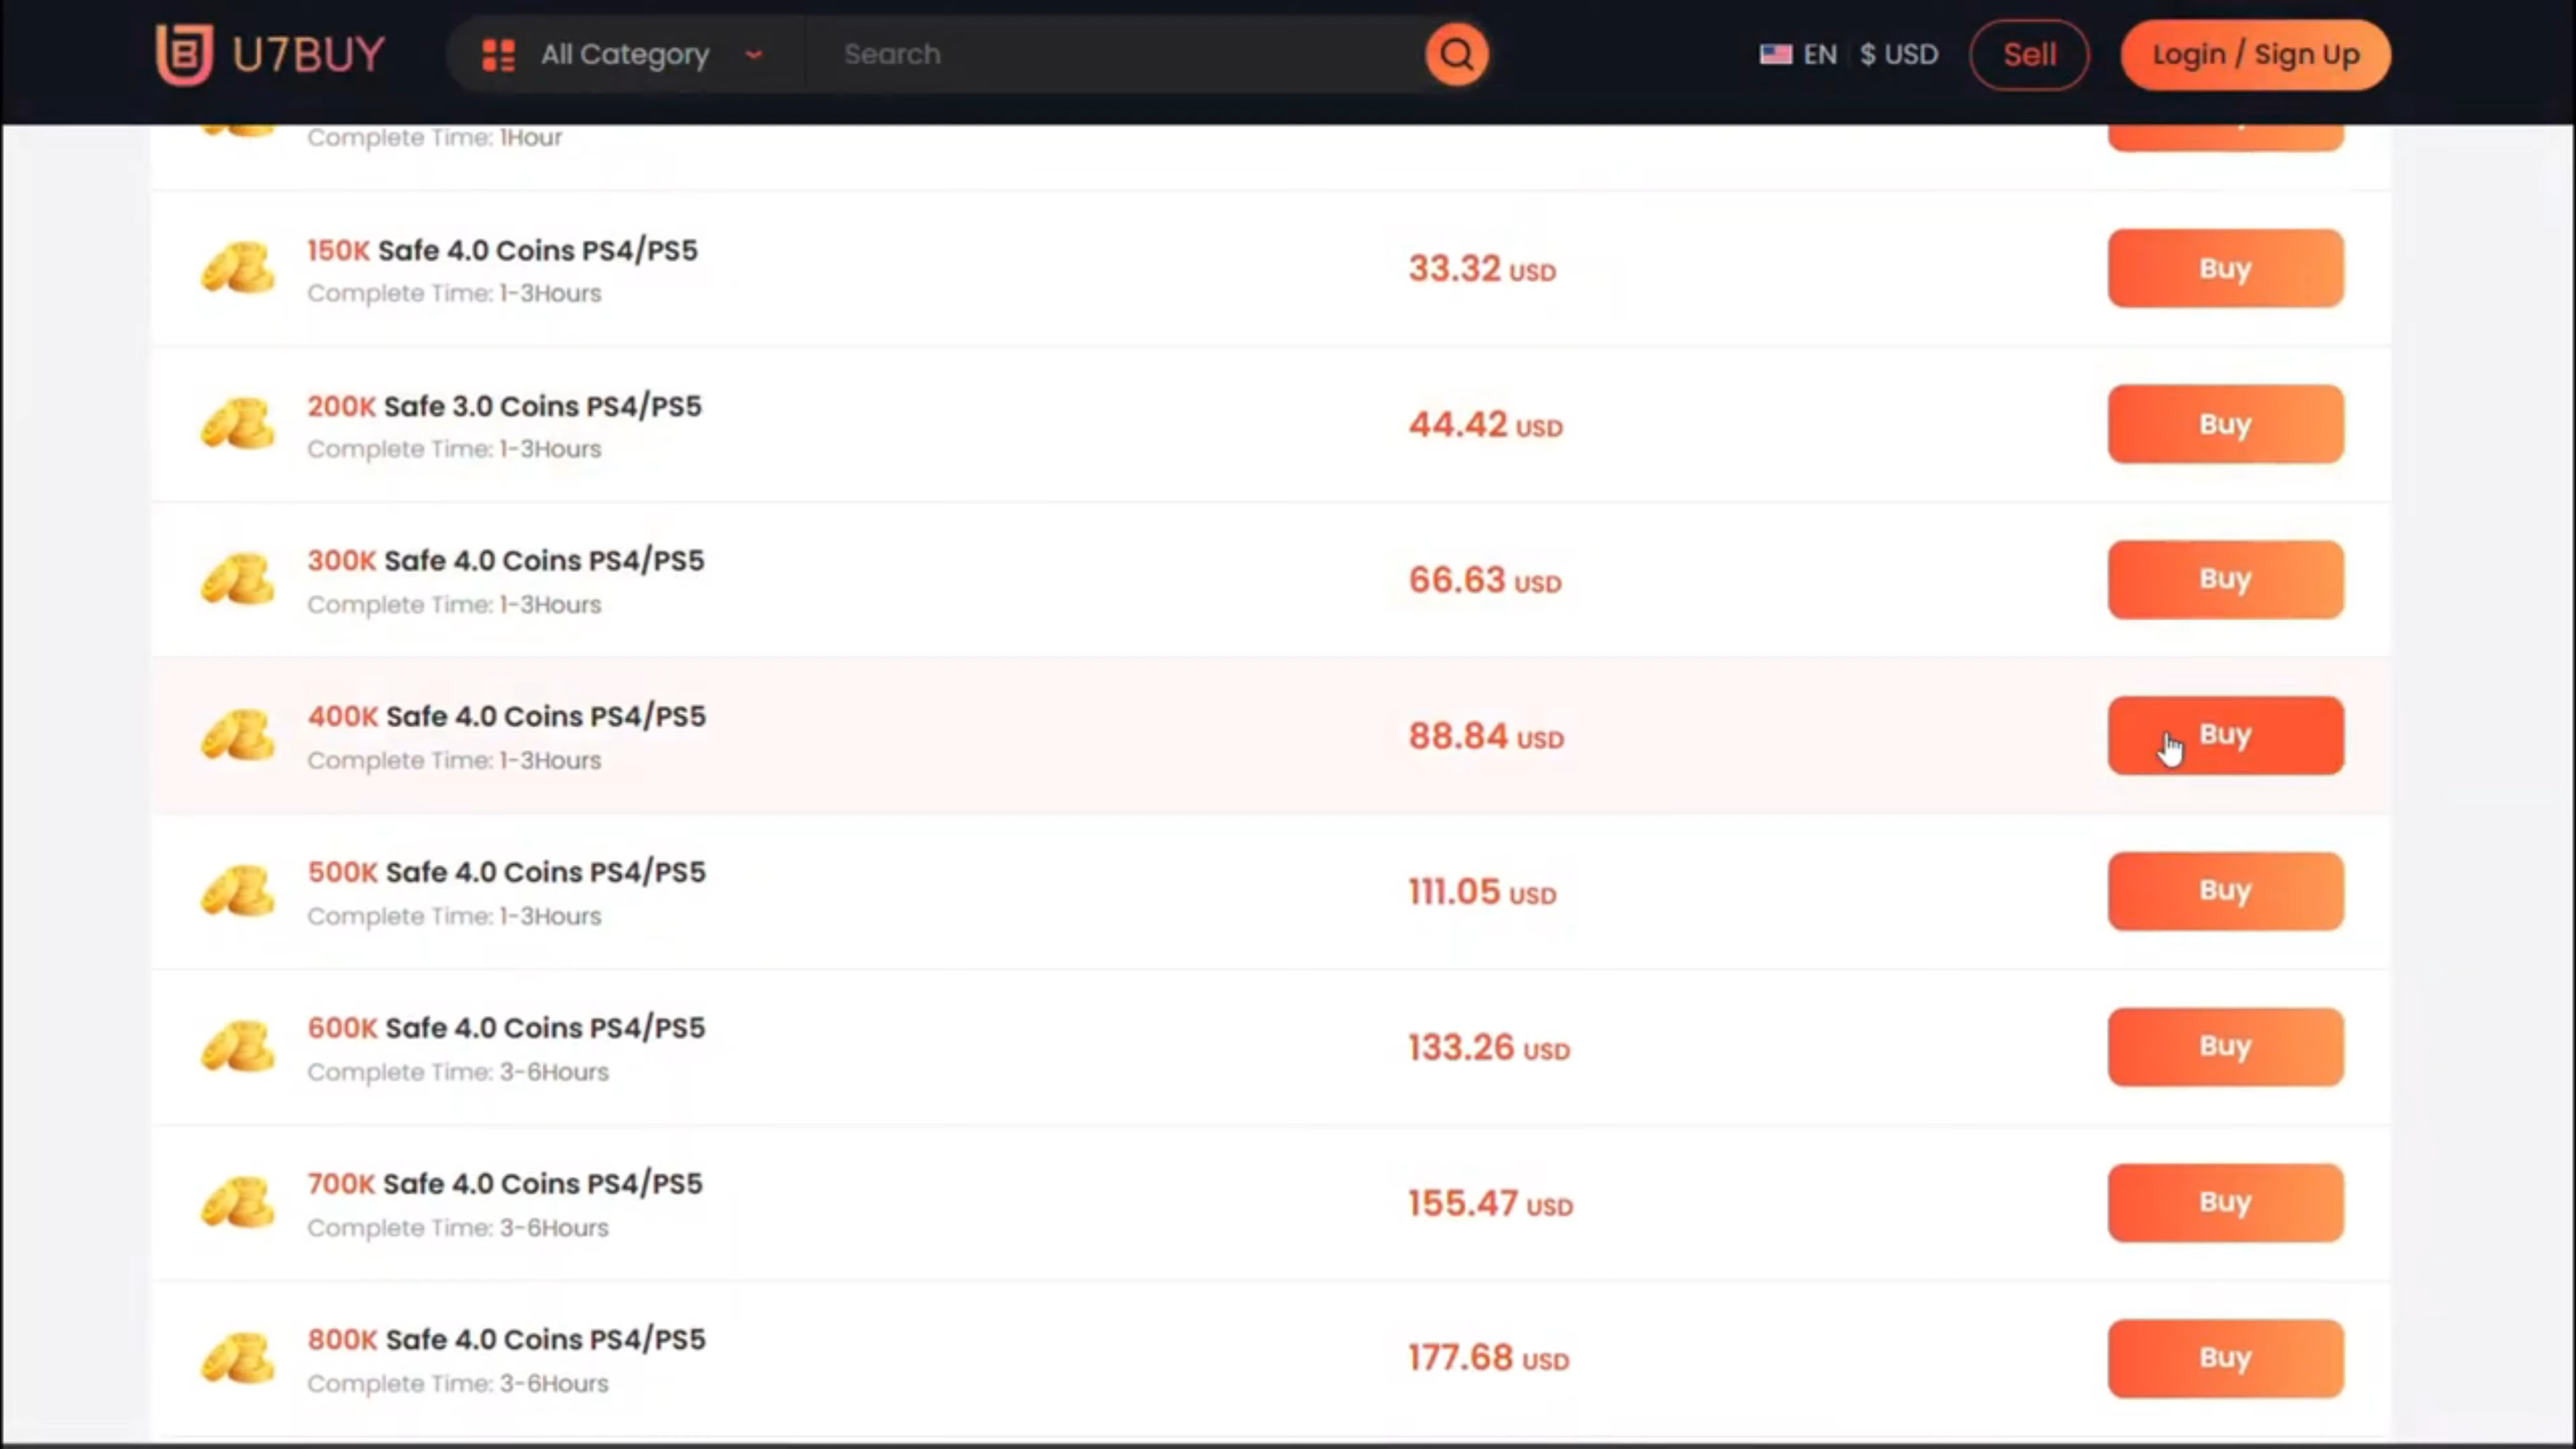 U7BUY
All Category
Search
EN $ USD
Sell
Login / Sign Up
Complete Time: 1Hour
150K Safe 4.0 Coins PS4/PS5
Complete Time: 1-3Hours
33.32 USD
Buy
200K Safe 3.0 Coins PS4/PS5
Complete Time: 1-3Hours
44.42 USD
Buy
300K Safe 4.0 Coins PS4/PS5
Complete Time: 1-3Hours
66.63 USD
Buy
400K Safe 4.0 Coins PS4/PS5
Complete Time: 1-3Hours
88.84 USD
Buy
500K Safe 4.0 Coins PS4/PS5
Complete Time: 1-3Hours
111.05 USD
Buy
600K Safe 4.0 Coins PS4/PS5
Complete Time: 3-6Hours
133.26 USD
Buy
700K Safe 4.0 Coins PS4/PS5
Complete Time: 3-6Hours
155.47 USD
Buy
800K Safe 4.0 Coins PS4/PS5
Complete Time: 3-6Hours
177.68 USD
Buy